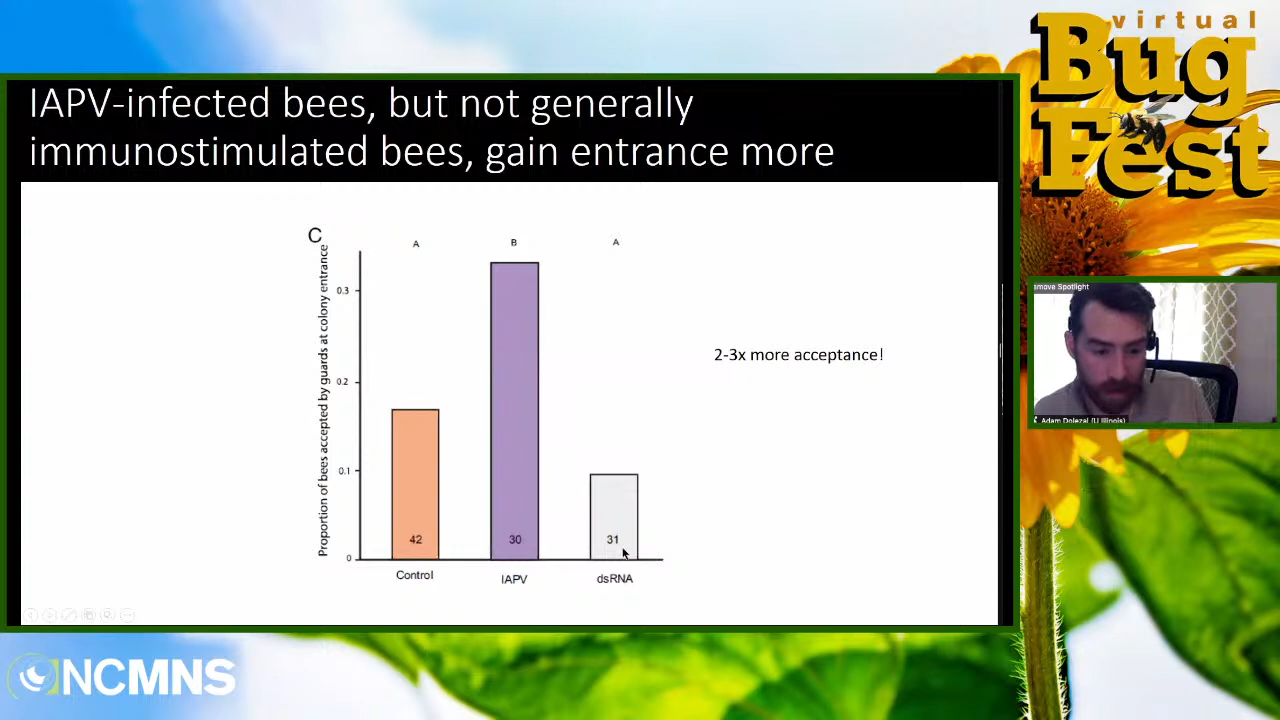 virtual
Bug
Fest
IAPV-infected bees, but not generally
immunostimulated bees, gain entrance more
C
A
B
A
Proportion of bees accepted by guards at colony entrance
0.3
0.2
0.1
0
42
30
31
Control
IAPV
dsRNA
2-3x more acceptance!
emove Spotlight
Adam Dolezal (U Illinois)
NCMNS